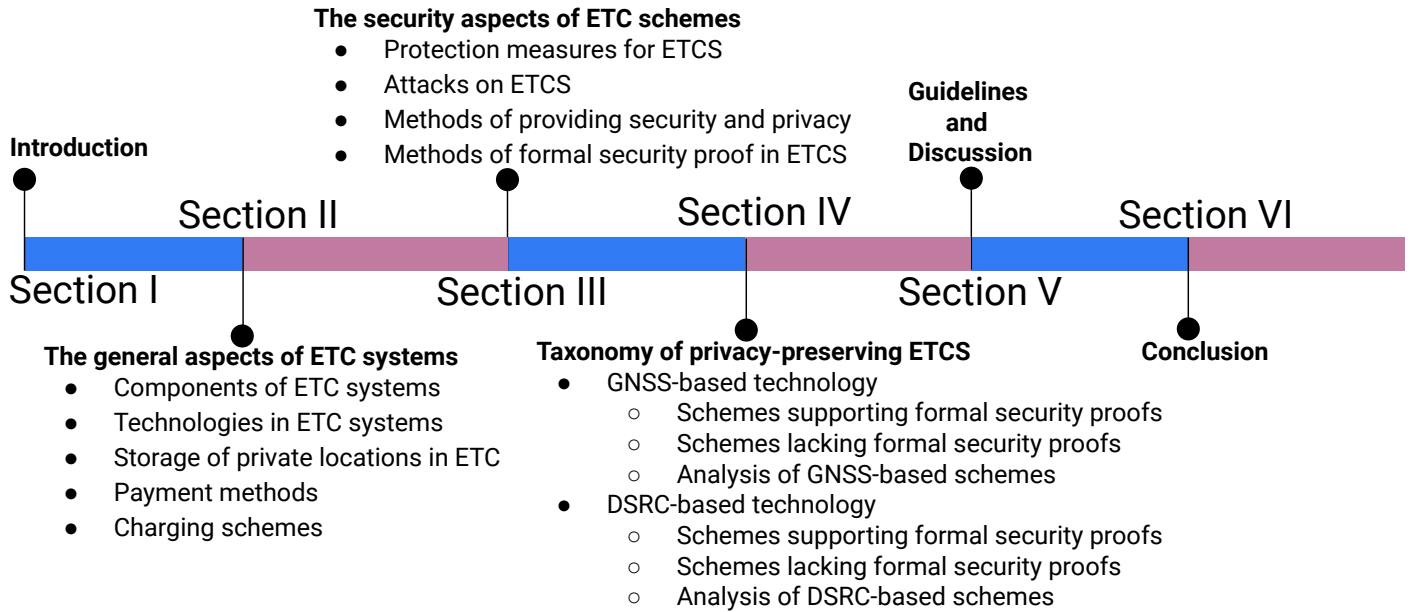 The security aspects of ETC schemes
● Protection measures for ETCS
● Attacks on ETCS
● Methods of providing security and privacy
● Methods of formal security proof in ETCS
Guidelines
and
Discussion
Introduction
Section II
Section IV
Section VI
Section I
Section III
Section V
The general aspects of ETC systems
● Components of ETC systems
● Technologies in ETC systems
● Storage of private locations in ETC
● Payment methods
● Charging schemes
Taxonomy of privacy-preserving ETCS
● GNSS-based technology
○ Schemes supporting formal security proofs
○ Schemes lacking formal security proofs
○ Analysis of GNSS-based schemes
● DSRC-based technology
○ Schemes supporting formal security proofs
○ Schemes lacking formal security proofs
○ Analysis of DSRC-based schemes
Conclusion